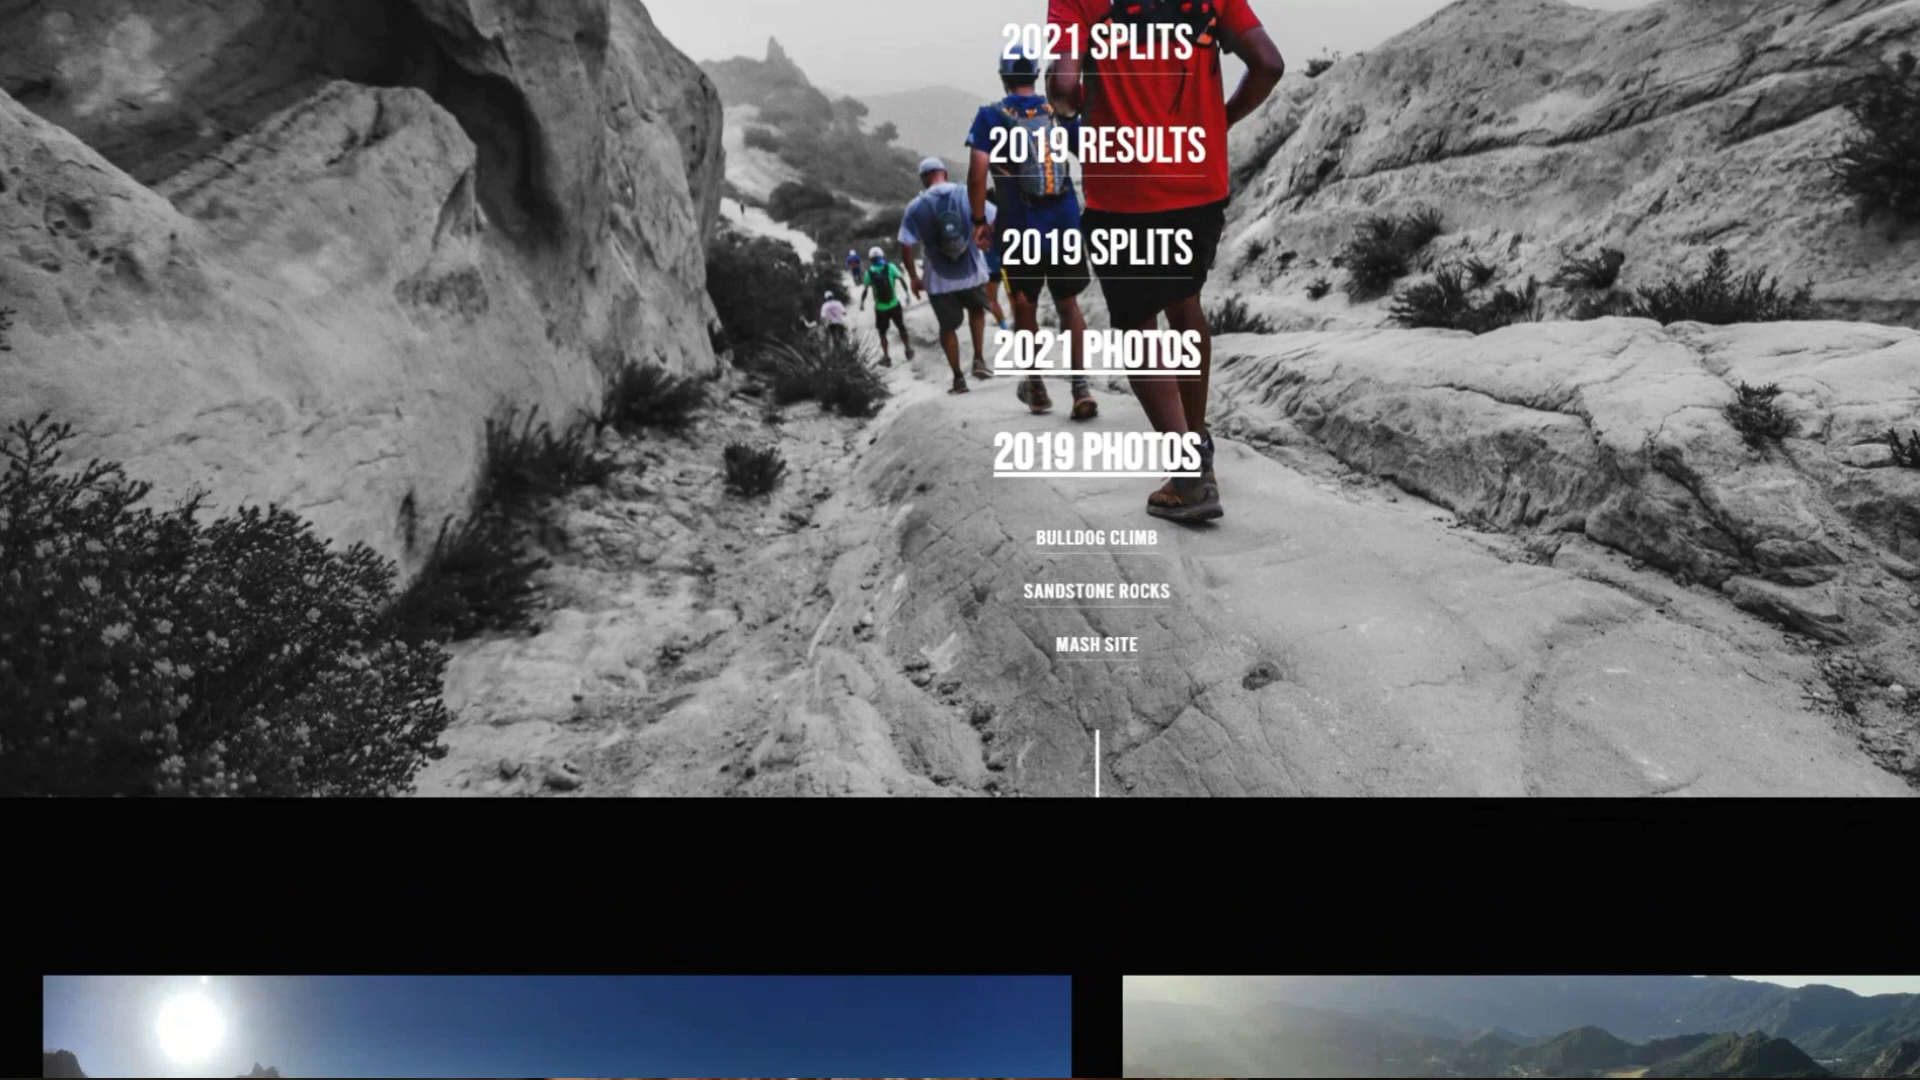 2021 SPLITS
2019 RESULTS
2019 SPLITS
2021 PHOTOS
2019 PHOTOS
BULLDOG CLIMB
SANDSTONE ROCKS
MASH SITE